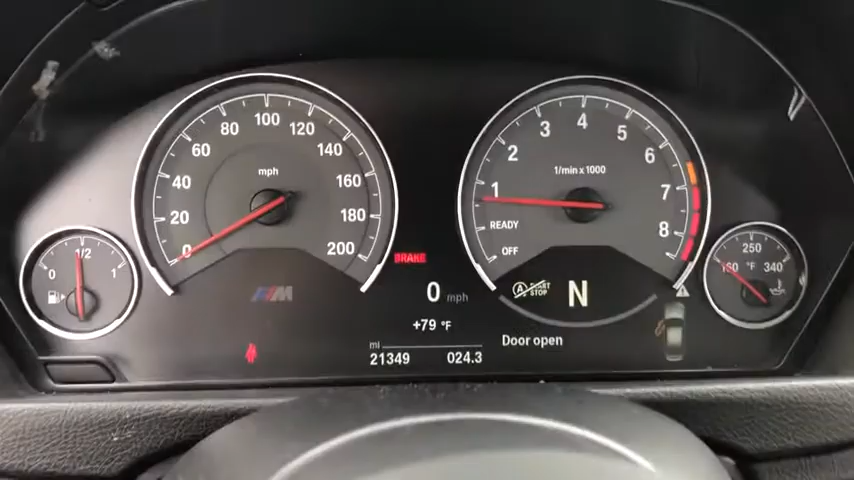 0 20 40 60 80 100 120 140 160 180 200
mph
M
1 2 3 4 5 6 7 8
1/min x 1000
READY
OFF
0 1/2 1
160 250 340
°F
BRAKE
0 mph
+79 °F
A START
STOP
N
Door open
mi
21349 024.3